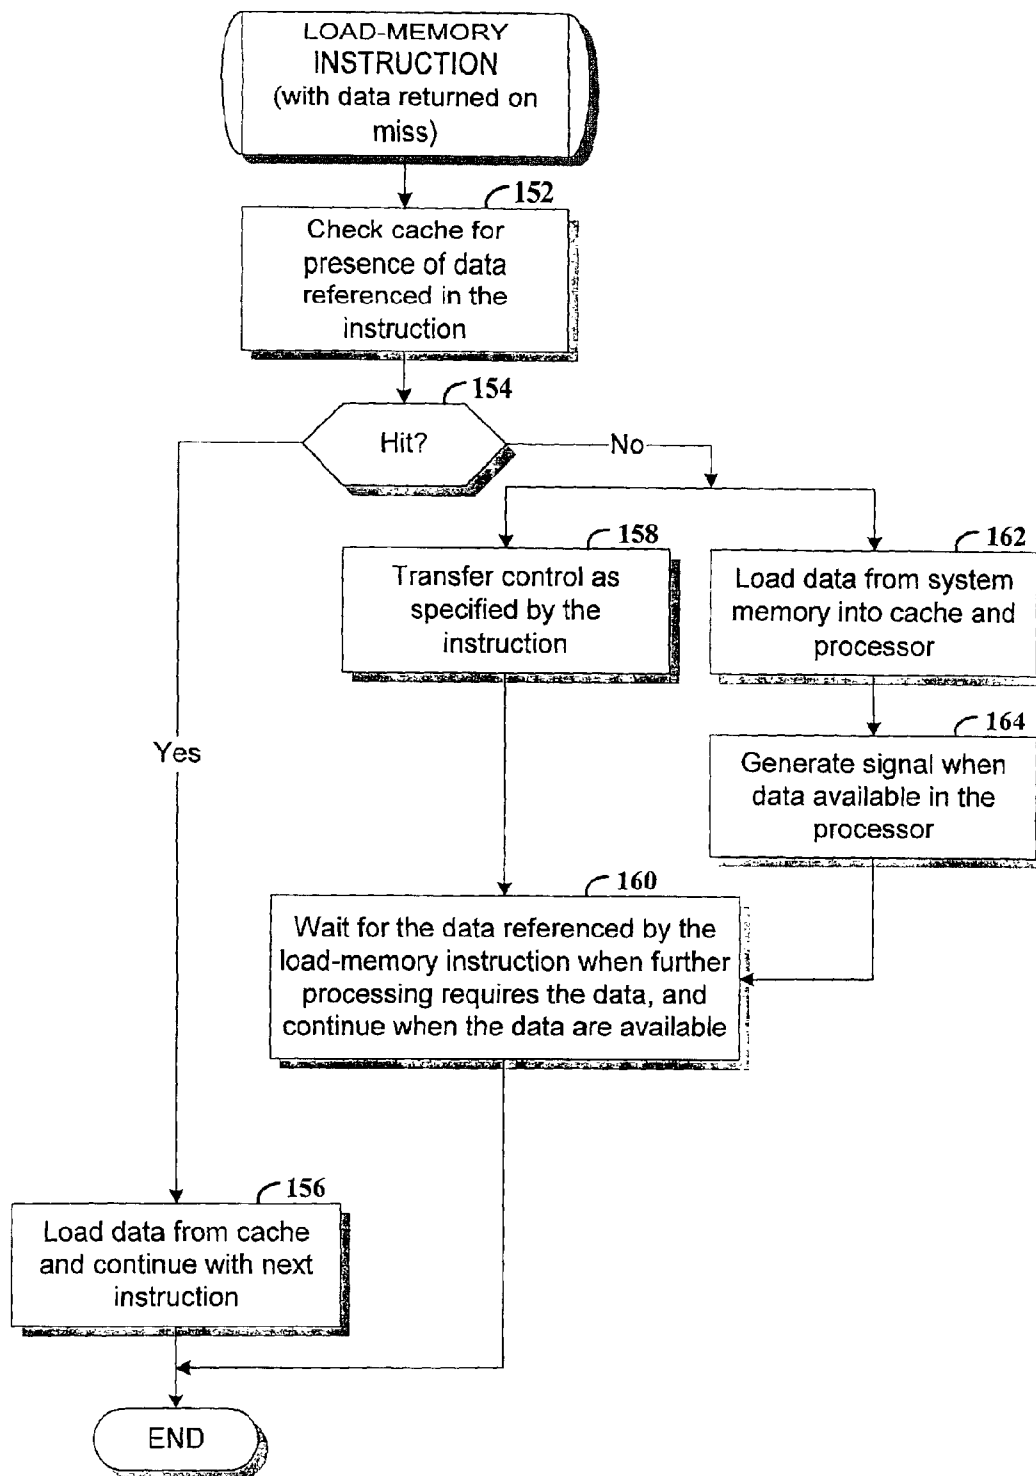 LOAD-MEMORY
INSTRUCTION
(with data returned on
miss)
152
Check cache for
presence of data
referenced in the
instruction
154
Hit?
No
158
Transfer control as
specified by the
instruction
162
Load data from system
memory into cache and
processor
164
Generate signal when
data available in the
processor
Yes
160
Wait for the data referenced by the
load-memory instruction when further
processing requires the data, and
continue when the data are available
156
Load data from cache
and continue with next
instruction
END